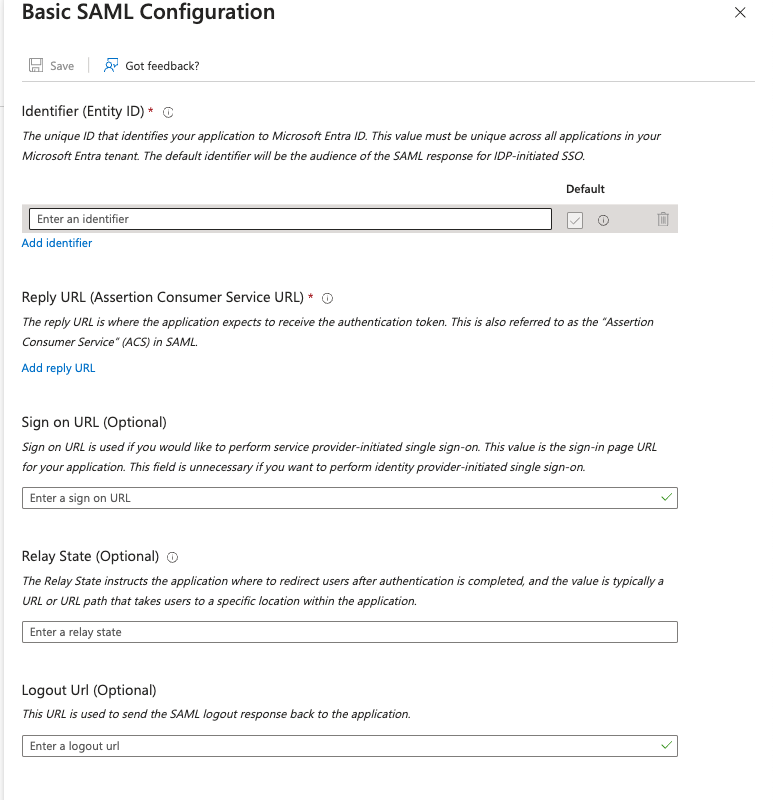 Basic SAML Configuration
Save
Got feedback?
Identifier (Entity ID) *
The unique ID that identifies your application to Microsoft Entra ID. This value must be unique across all applications in your
Microsoft Entra tenant. The default identifier will be the audience of the SAML response for IDP-initiated SSO.
Default
Enter an identifier
Add identifier
Reply URL (Assertion Consumer Service URL) *
The reply URL is where the application expects to receive the authentication token. This is also referred to as the "Assertion
Consumer Service" (ACS) in SAML.
Add reply URL
Sign on URL (Optional)
Sign on URL is used if you would like to perform service provider-initiated single sign-on. This value is the sign-in page URL
for your application. This field is unnecessary if you want to perform identity provider-initiated single sign-on.
Enter a sign on URL
Relay State (Optional)
The Relay State instructs the application where to redirect users after authentication is completed, and the value is typically a
URL or URL path that takes users to a specific location within the application.
Enter a relay state
Logout Url (Optional)
This URL is used to send the SAML logout response back to the application.
Enter a logout url